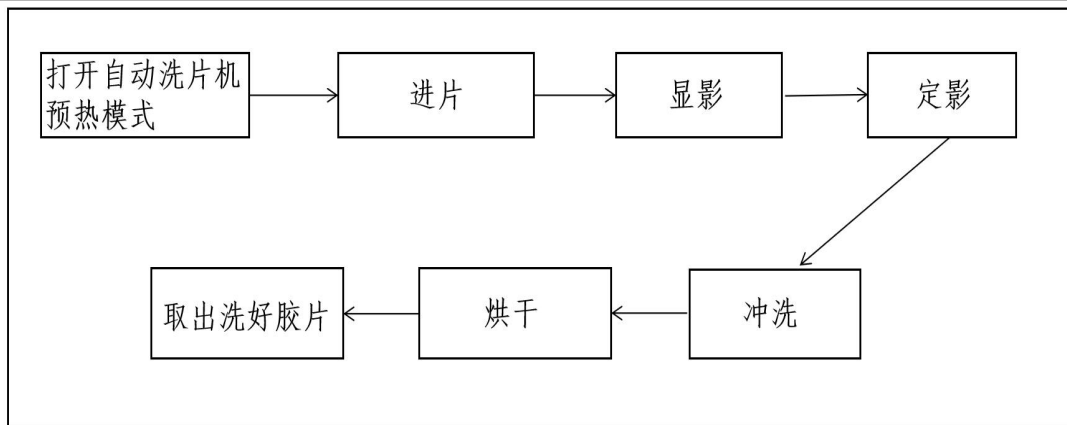 打开自动洗片机
预热模式
进片
显影
定影
冲洗
烘干
取出洗好胶片